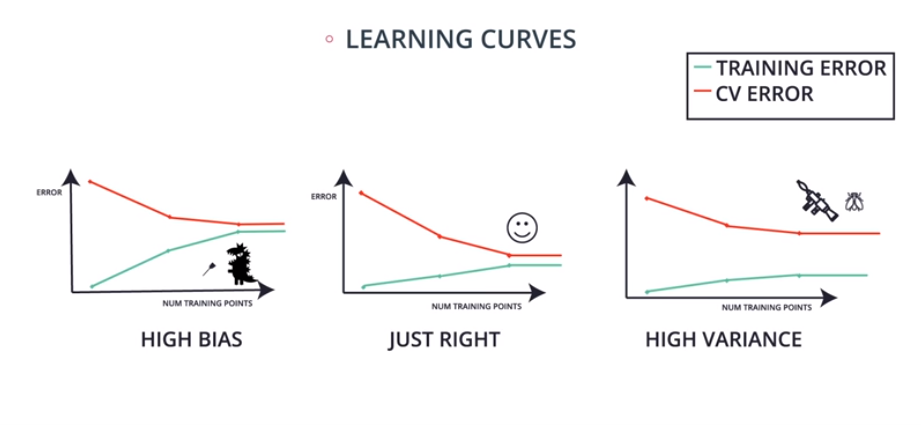 LEARNING CURVES
TRAINING ERROR
CV ERROR
ERROR
NUM TRAINING POINTS
HIGH BIAS
ERROR
NUM TRAINING POINTS
JUST RIGHT
NUM TRAINING POINTS
HIGH VARIANCE